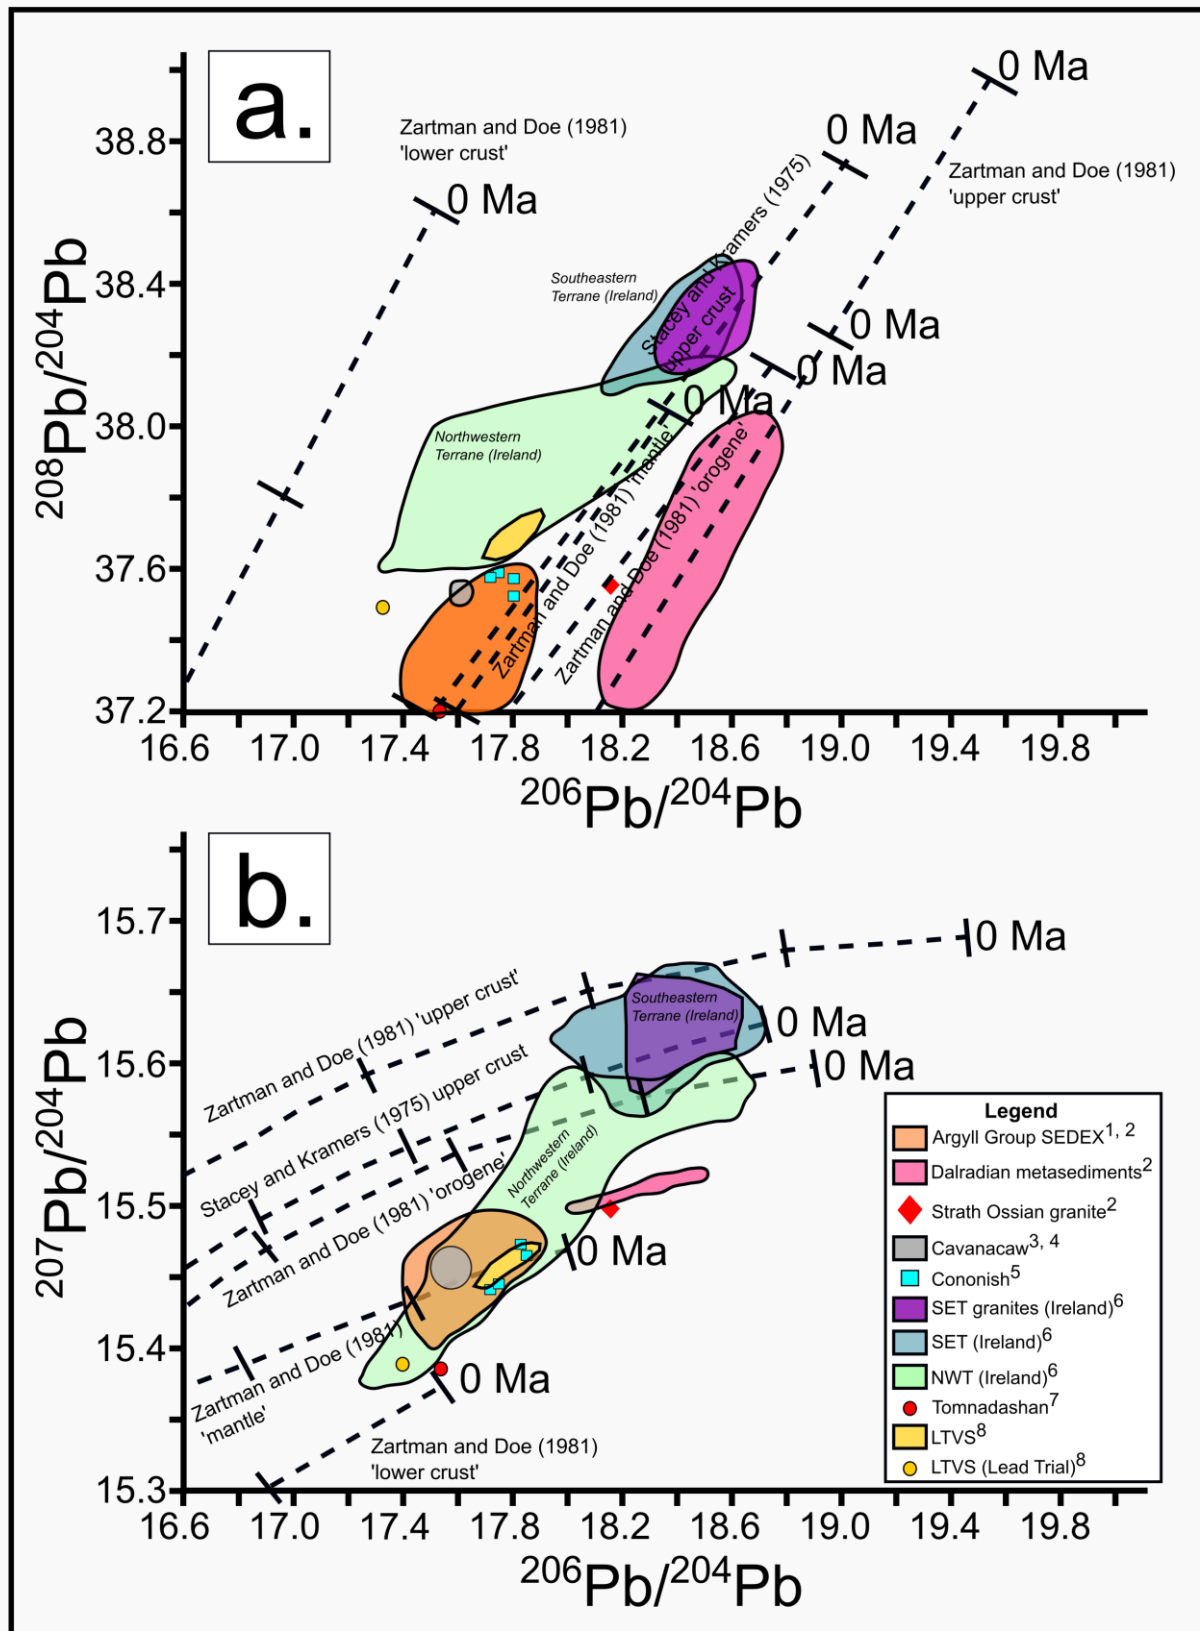 a.
Zartman and Doe (1981)
'lower crust'
0 Ma
0 Ma
0 Ma
Zartman and Doe (1981)
'upper crust'
Stacey and Kramers (1975)
upper crust
Southeastern
Terrane (Ireland)
0 Ma
0 Ma
0 Ma
Northwestern
Terrane (Ireland)
Zartman and Doe (1981) 'mantle'
Zartman and Doe (1981) 'orogene'
208Pb/204Pb
38.8
38.4
38.0
37.6
37.2
16.6 17.0 17.4 17.8 18.2 18.6 19.0 19.4 19.8
206Pb/204Pb
b.
207Pb/204Pb
15.7
15.6
15.5
15.4
15.3
Zartman and Doe (1981) 'upper crust'
0 Ma
Stacey and Kramers (1975) upper crust
0 Ma
Zartman and Doe (1981) 'orogene'
0 Ma
Southeastern
Terrane (Ireland)
Northwestern
Terrane (Ireland)
0 Ma
Zartman and Doe (1981)
'mantle'
0 Ma
Zartman and Doe (1981)
'lower crust'
Legend
Argyll Group SEDEX1, 2
Dalradian metasediments2
Strath Ossian granite2
Cavanacaw3, 4
Cononish5
SET granites (Ireland)6
SET (Ireland)6
NWT (Ireland)6
Tomnadashan7
LTVS8
LTVS (Lead Trial)8
16.6 17.0 17.4 17.8 18.2 18.6 19.0 19.4 19.8
206Pb/204Pb